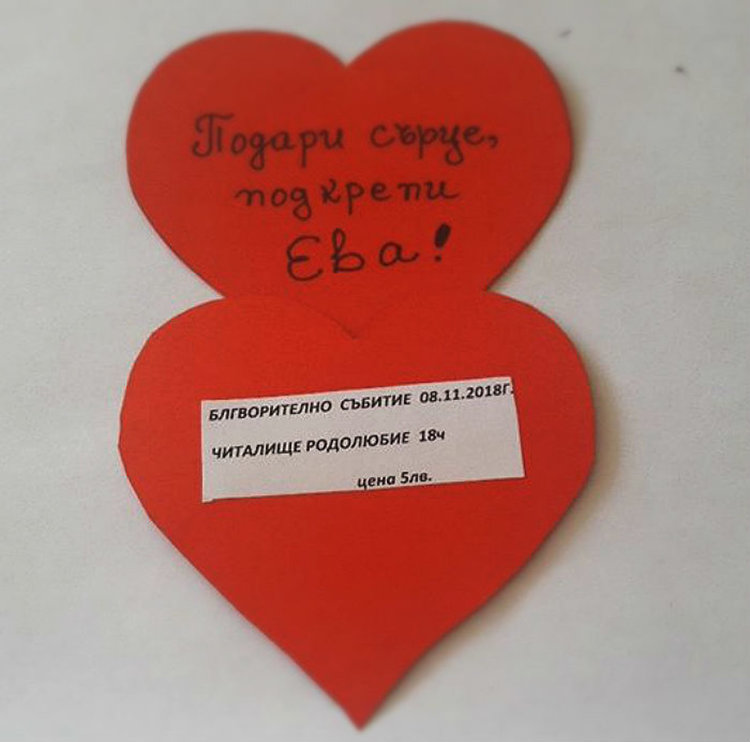 Подари сърце,
подкрепи
Ева!
БЛГВОРИТЕЛНО СЪБИТИЕ 08.11.2018г.
ЧИТАЛИЩЕ РОДОЛЮБИЕ 18ч
цена 5лв.